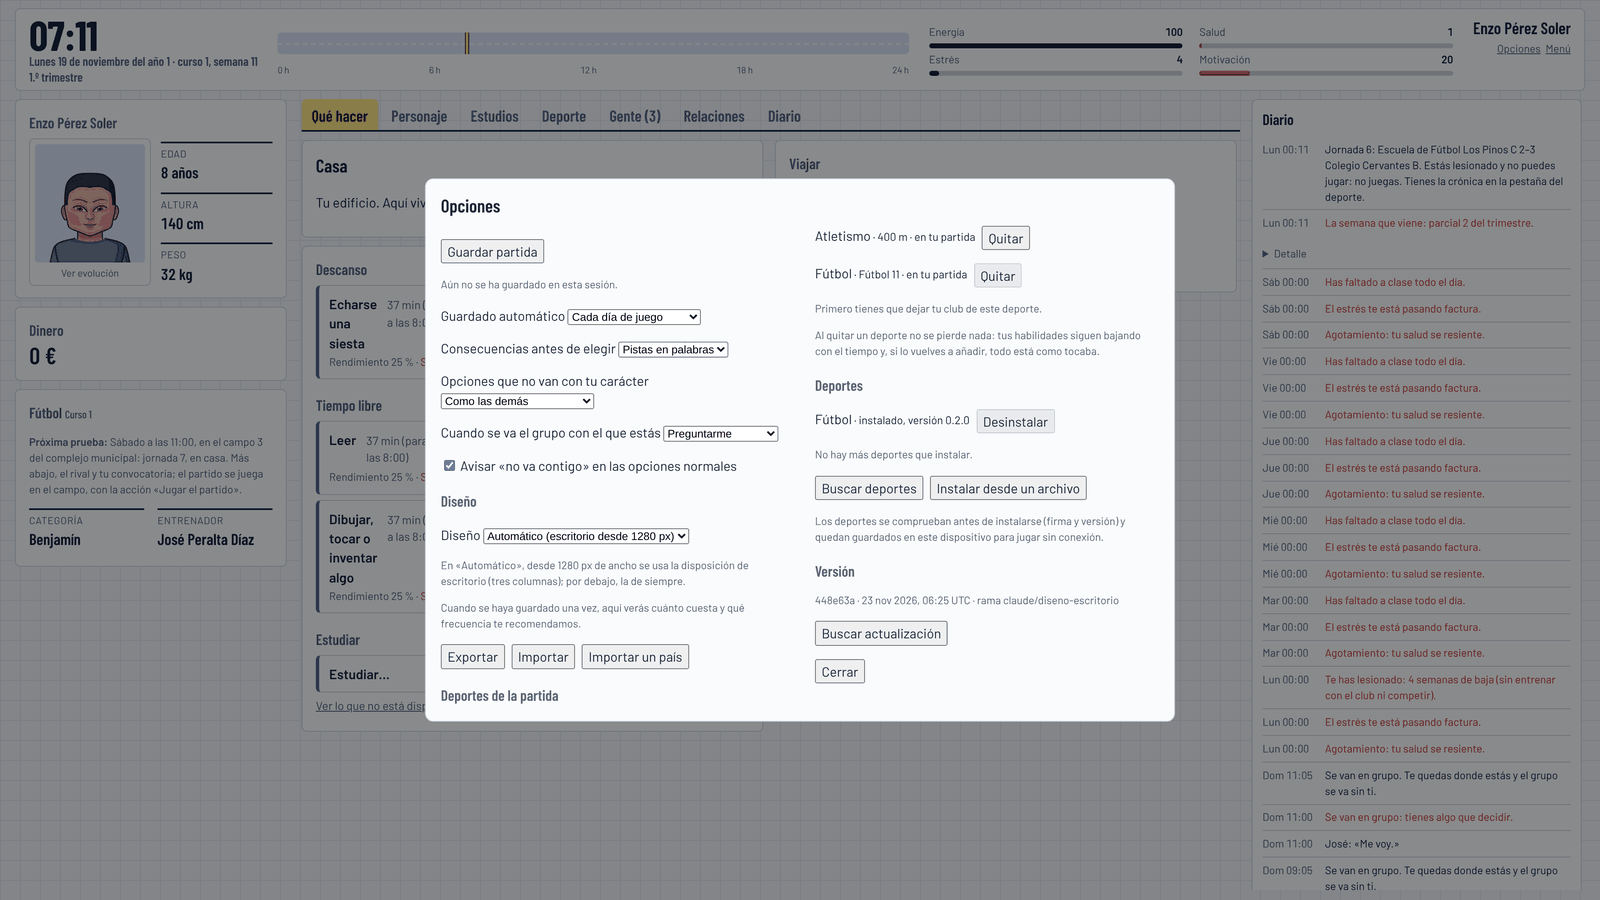 07:11
Lunes 19 de noviembre del año 1 · curso 1, semana 11
1.º trimestre
0 h
6 h
12 h
18 h
24 h
Energía 100
Estrés 4
Salud 1
Motivación 20
Enzo Pérez Soler
Opciones Menú
Enzo Pérez Soler
Ver evolución
EDAD
8 años
ALTURA
140 cm
PESO
32 kg
Dinero
0 €
Fútbol Curso 1
Próxima prueba: Sábado a las 11:00, en el campo 3
del complejo municipal: jornada 7, en casa. Más
abajo, el rival y tu convocatoria; el partido se juega
en el campo, con la acción «Jugar el partido».
CATEGORÍA
Benjamín
ENTRENADOR
José Peralta Díaz
Qué hacer
Personaje
Estudios
Deporte
Gente (3)
Relaciones
Diario
Casa
Tu edificio. Aquí viv
Viajar
Descanso
Echarse
una
siesta
37 min (
a las 8:0
Rendimiento 25 % · S
Tiempo libre
Leer
37 min (para
las 8:00)
Rendimiento 25 % · S
Dibujar,
tocar o
inventar
algo
37 min (
a las 8:0
Rendimiento 25 % · S
Estudiar
Estudiar...
Ver lo que no está disp
Opciones
Guardar partida
Aún no se ha guardado en esta sesión.
Guardado automático Cada día de juego
Consecuencias antes de elegir Pistas en palabras
Opciones que no van con tu carácter
Como las demás
Cuando se va el grupo con el que estás Preguntarme
Avisar «no va contigo» en las opciones normales
Diseño
Diseño Automático (escritorio desde 1280 px)
En «Automático», desde 1280 px de ancho se usa la disposición de
escritorio (tres columnas); por debajo, la de siempre.
Cuando se haya guardado una vez, aquí verás cuánto cuesta y qué
frecuencia te recomendamos.
Exportar
Importar
Importar un país
Deportes de la partida
Atletismo · 400 m · en tu partida Quitar
Fútbol · Fútbol 11 · en tu partida Quitar
Primero tienes que dejar tu club de este deporte.
Al quitar un deporte no se pierde nada: tus habilidades siguen bajando
con el tiempo y, si lo vuelves a añadir, todo está como tocaba.
Deportes
Fútbol · instalado, versión 0.2.0 Desinstalar
No hay más deportes que instalar.
Buscar deportes
Instalar desde un archivo
Los deportes se comprueban antes de instalarse (firma y versión) y
quedan guardados en este dispositivo para jugar sin conexión.
Versión
448e63a · 23 nov 2026, 06:25 UTC · rama claude/diseno-escritorio
Buscar actualización
Cerrar
Diario
Lun 00:11 Jornada 6: Escuela de Fútbol Los Pinos C 2–3
Colegio Cervantes B. Estás lesionado y no puedes
jugar: no juegas. Tienes la crónica en la pestaña del
deporte.
Lun 00:11 La semana que viene: parcial 2 del trimestre.
Detalle
Sáb 00:00 Has faltado a clase todo el día.
Sáb 00:00 El estrés te está pasando factura.
Sáb 00:00 Agotamiento: tu salud se resiente.
Vie 00:00 Has faltado a clase todo el día.
Vie 00:00 El estrés te está pasando factura.
Vie 00:00 Agotamiento: tu salud se resiente.
Jue 00:00 Has faltado a clase todo el día.
Jue 00:00 El estrés te está pasando factura.
Jue 00:00 Agotamiento: tu salud se resiente.
Mié 00:00 Has faltado a clase todo el día.
Mié 00:00 El estrés te está pasando factura.
Mié 00:00 Agotamiento: tu salud se resiente.
Mar 00:00 Has faltado a clase todo el día.
Mar 00:00 El estrés te está pasando factura.
Mar 00:00 Agotamiento: tu salud se resiente.
Lun 00:00 Te has lesionado: 4 semanas de baja (sin entrenar
con el club ni competir).
Lun 00:00 El estrés te está pasando factura.
Lun 00:00 Agotamiento: tu salud se resiente.
Dom 11:05 Se van en grupo. Te quedas donde estás y el grupo
se va sin ti.
Dom 11:00 Se van en grupo: tienes algo que decidir.
Dom 11:00 José: «Me voy.»
Dom 09:05 Se van en grupo. Te quedas donde estás y el grupo
se va sin ti.